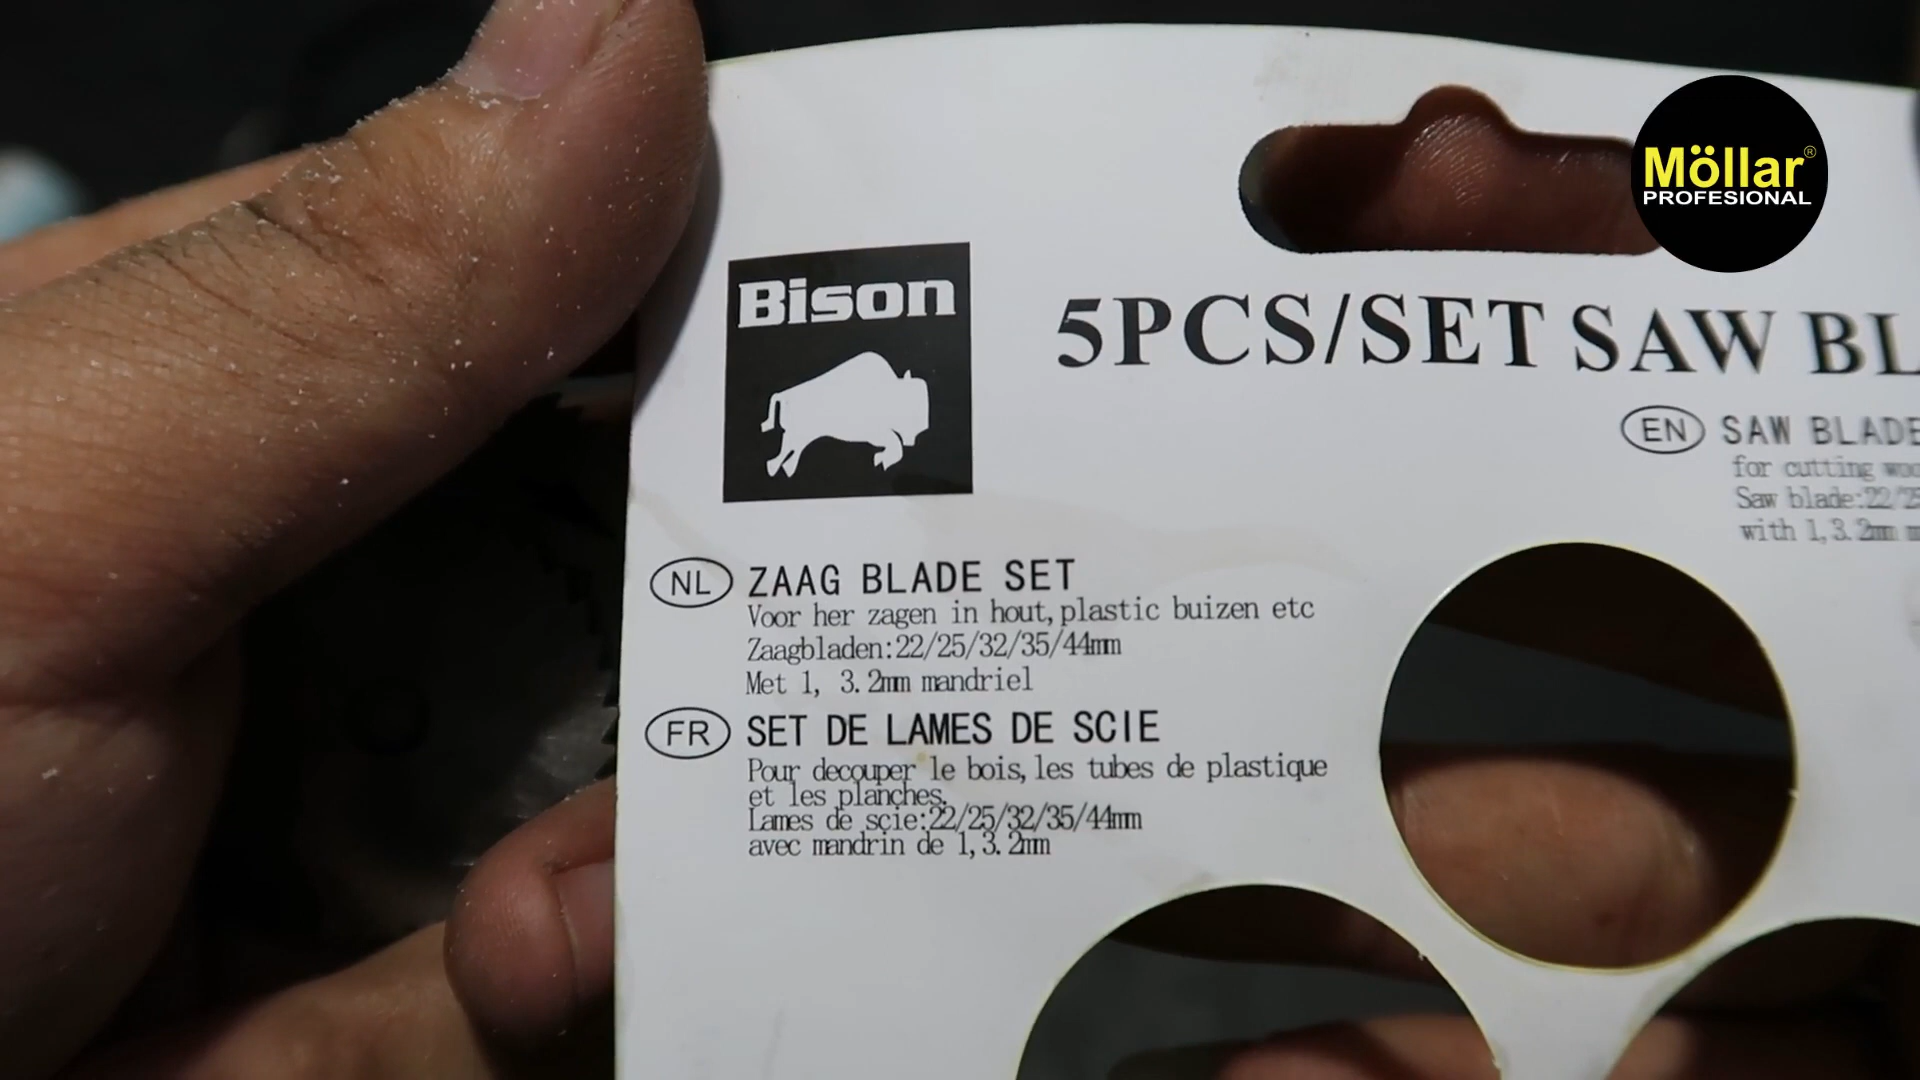 Möllar®
PROFESIONAL
Bison
5PCS/SET SAW
EN SAW
for cutting
Saw blade:22/
with 1,3.2mm
NL ZAAG BLADE SET
Voor her zagen in hout,plastic buizen etc
Zaagbladen:22/25/32/35/44mm
Met 1, 3.2mm mandriel
FR SET DE LAMES DE SCIE
Pour decouper le bois,les tubes de plastique
et les planches.
Lames de scie:22/25/32/35/44mm
avec mandrin de 1,3.2mm